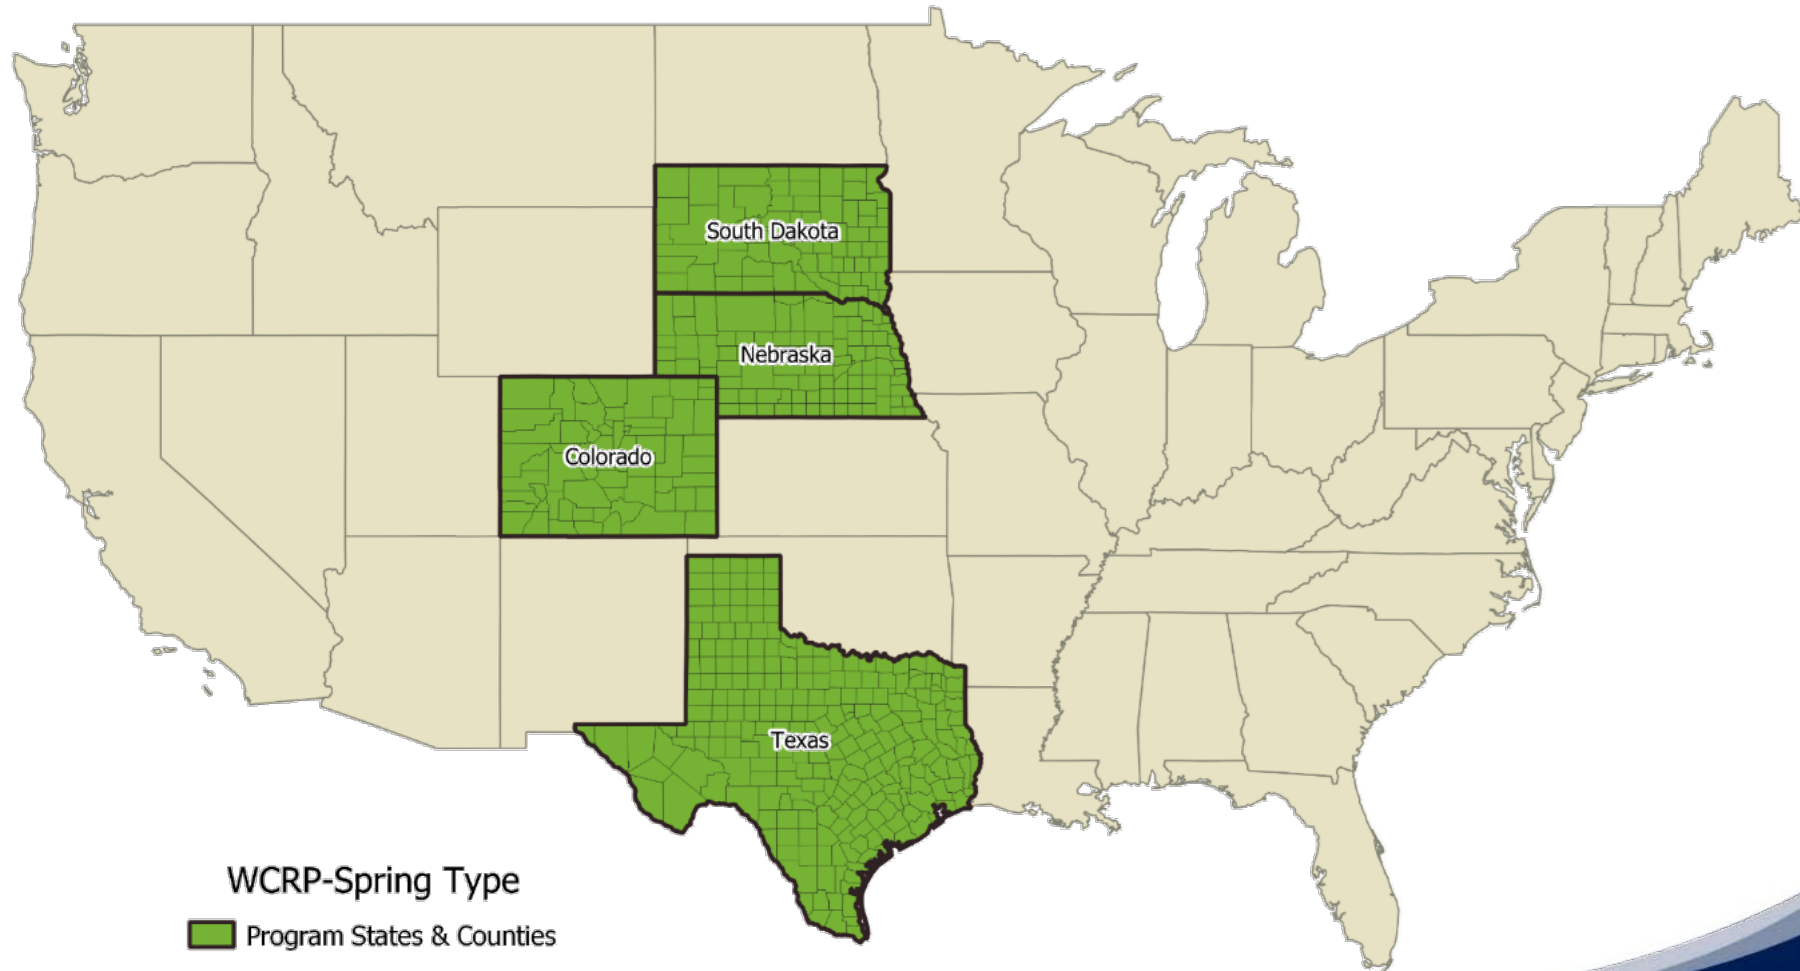 South Dakota
Nebraska
Colorado
Texas
WCRP-Spring Type
Program States & Counties